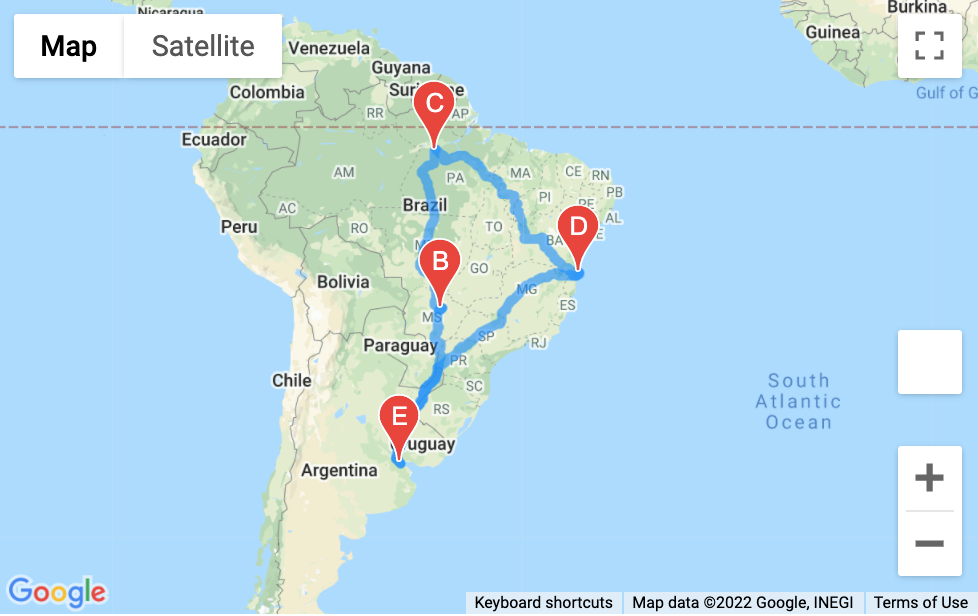 Nicaragua
Burkina
Map
Satellite
Guinea
Venezuela
Guyana
Colombia
Gulf of G
C
RR
AP
Ecuador
AM
PA
MA
CE
RN
PI
PB
AC
Brazil
AL
RO
TO
D
Peru
BA
B
GO
Bolivia
MG
ES
MS
SP
RJ
Paraguay
PR
Chile
SC
South
Atlantic
Ocean
E
RS
Argentina
+
−
Google
Keyboard shortcuts
Map data ©2022 Google, INEGI
Terms of Use